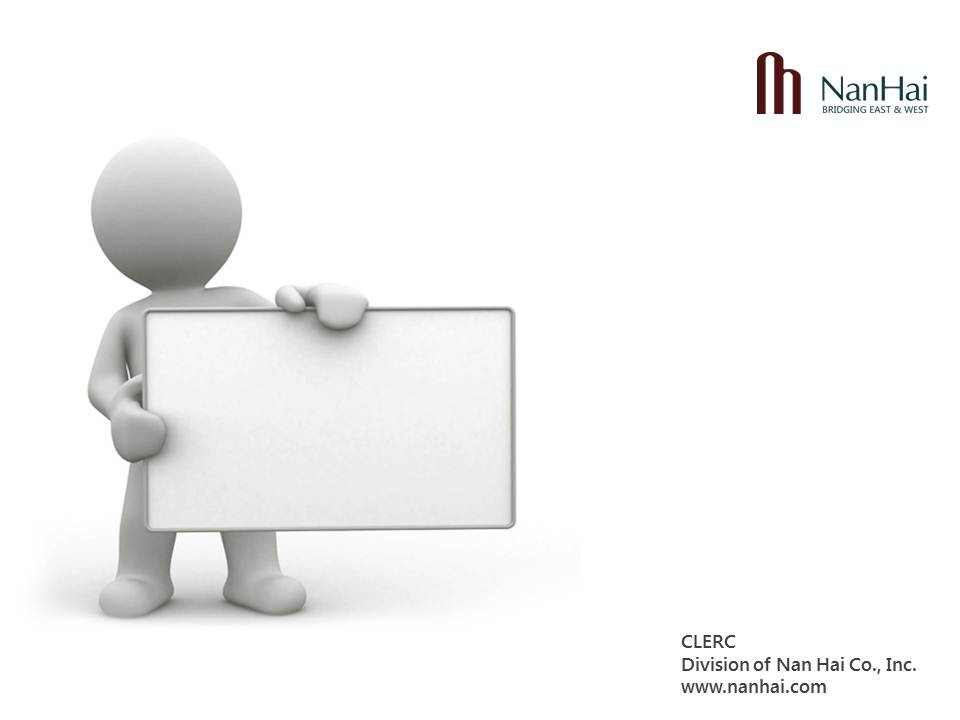 NanHai
BRIDGING EAST & WEST
CLERC
Division of Nan Hai Co., Inc.
www.nanhai.com